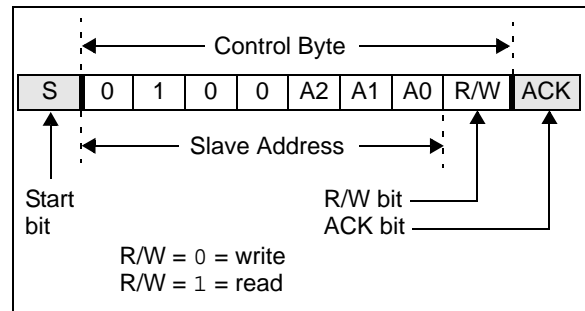 Control Byte
S 0 1 0 0 A2 A1 A0 R/W ACK
Slave Address
Start
bit
R/W bit
ACK bit
R/W = 0 = write
R/W = 1 = read